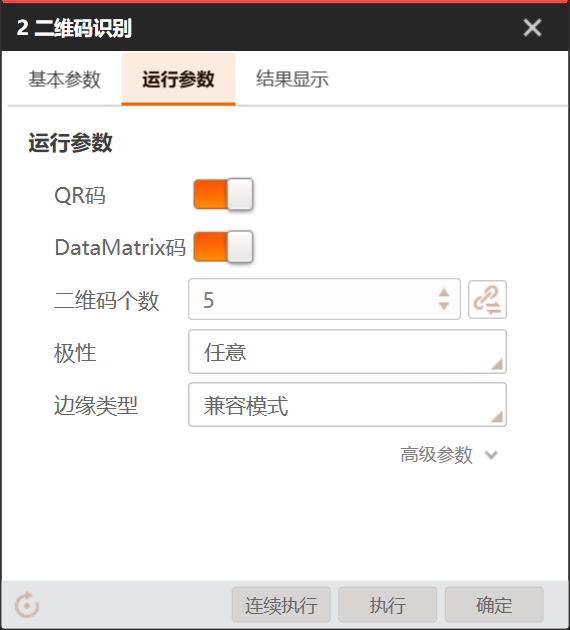 2 二维码识别
基本参数 运行参数 结果显示
运行参数
QR码
DataMatrix码
二维码个数 5
极性 任意
边缘类型 兼容模式
高级参数
连续执行 执行 确定